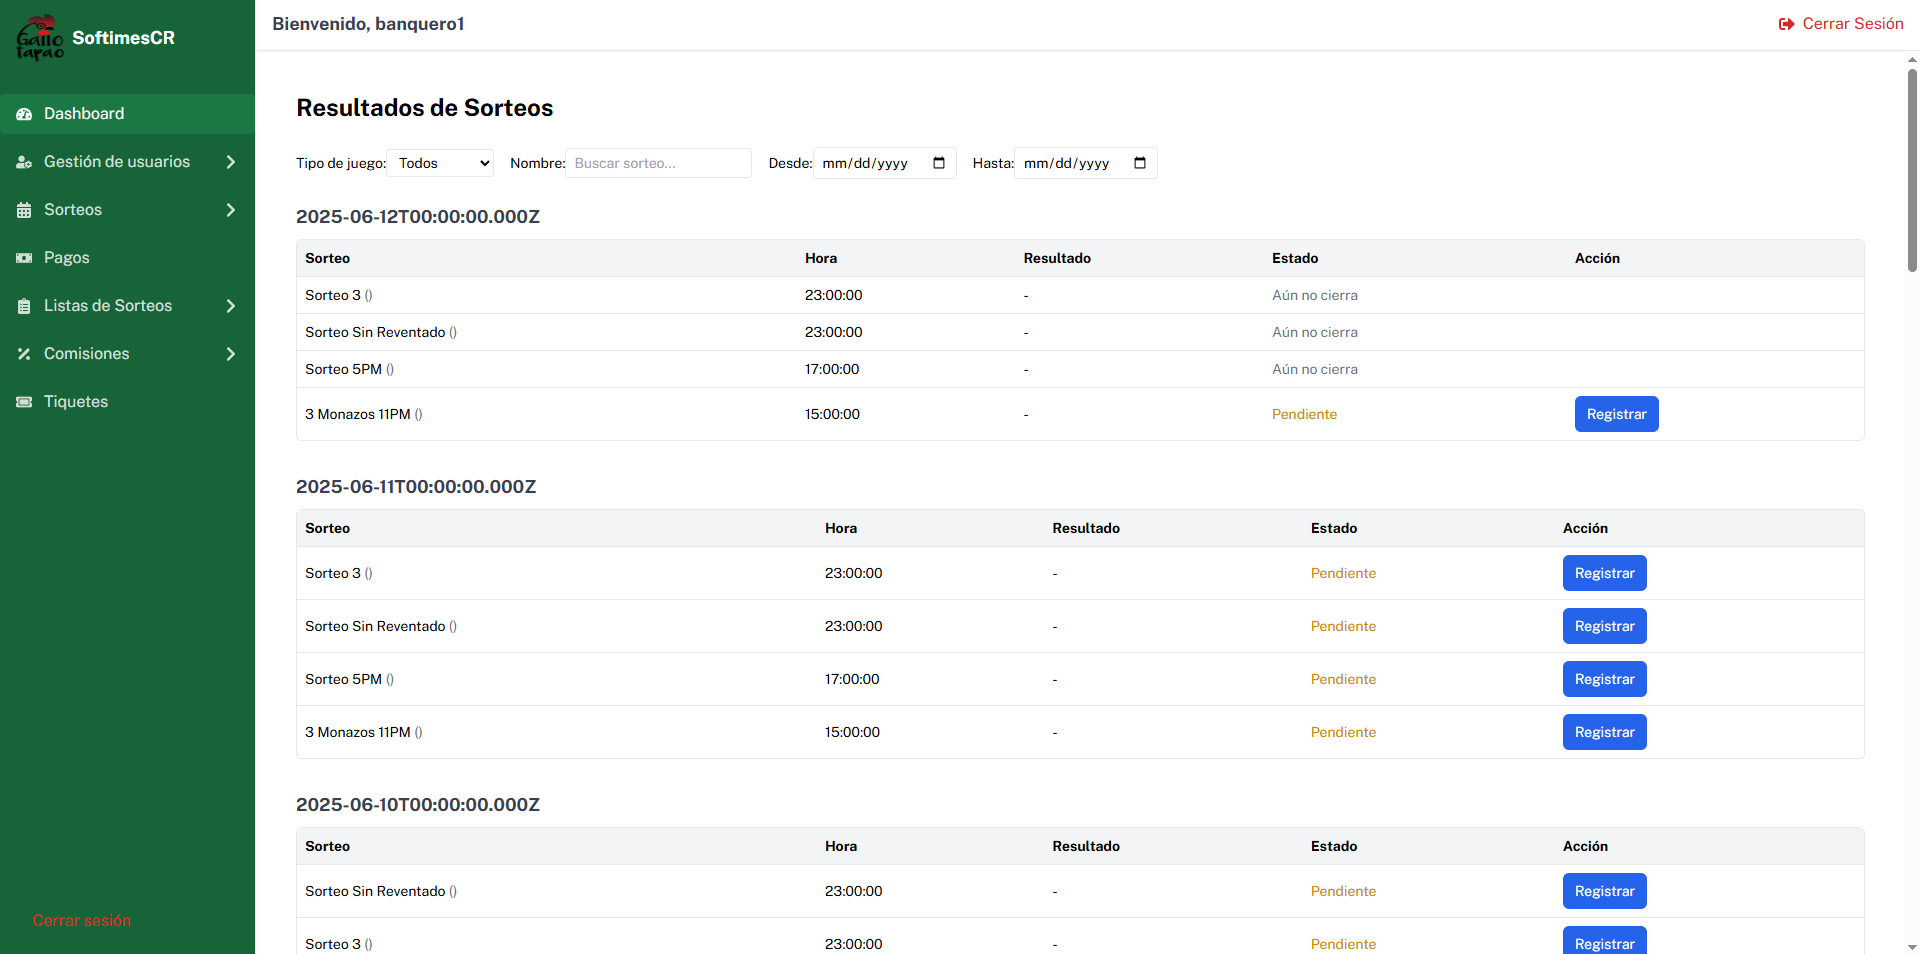 Gallo
tapao
SoftimesCR
Bienvenido, banquero1
Cerrar Sesión
Dashboard
Gestión de usuarios
Sorteos
Pagos
Listas de Sorteos
Comisiones
Tiquetes
Cerrar sesión
Resultados de Sorteos
Tipo de juego: Todos Nombre: Buscar sorteo... Desde: mm/dd/yyyy Hasta: mm/dd/yyyy
2025-06-12T00:00:00.000Z
Sorteo Hora Resultado Estado Acción
Sorteo 3 () 23:00:00 - Aún no cierra
Sorteo Sin Reventado () 23:00:00 - Aún no cierra
Sorteo 5PM () 17:00:00 - Aún no cierra
3 Monazos 11PM () 15:00:00 - Pendiente Registrar
2025-06-11T00:00:00.000Z
Sorteo Hora Resultado Estado Acción
Sorteo 3 () 23:00:00 - Pendiente Registrar
Sorteo Sin Reventado () 23:00:00 - Pendiente Registrar
Sorteo 5PM () 17:00:00 - Pendiente Registrar
3 Monazos 11PM () 15:00:00 - Pendiente Registrar
2025-06-10T00:00:00.000Z
Sorteo Hora Resultado Estado Acción
Sorteo Sin Reventado () 23:00:00 - Pendiente Registrar
Sorteo 3 () 23:00:00 - Pendiente Registrar